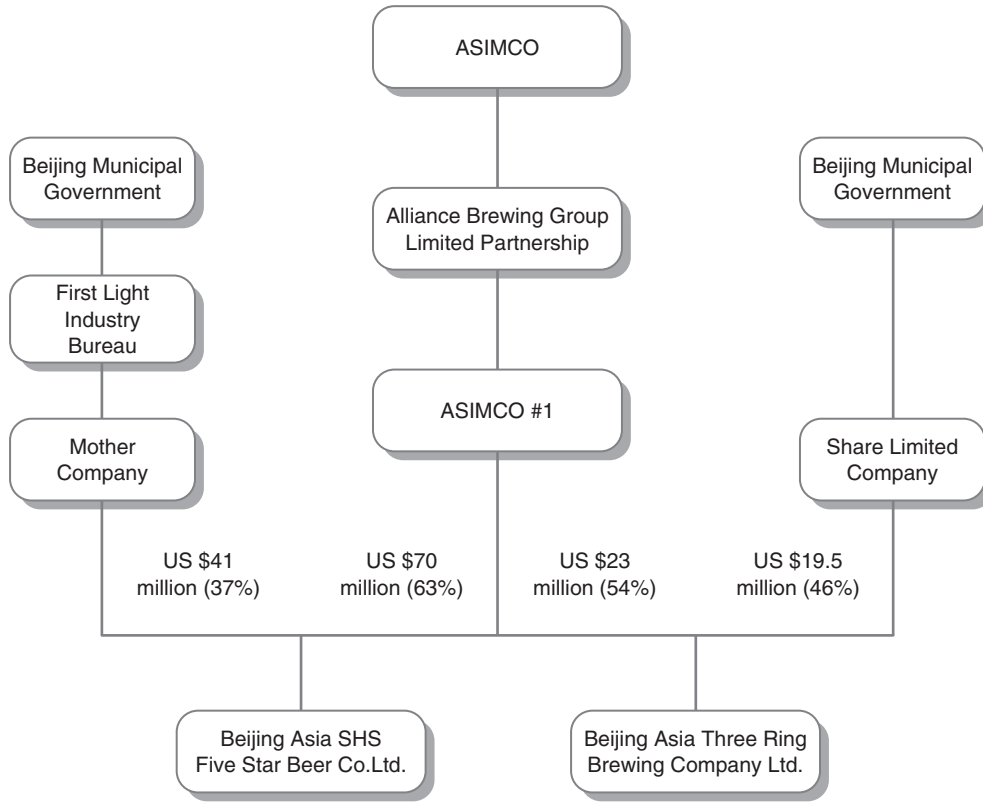 ASIMCO
Beijing Municipal
Government
Beijing Municipal
Government
Alliance Brewing Group
Limited Partnership
First Light
Industry
Bureau
ASIMCO #1
Mother
Company
Share Limited
Company
US $41
million (37%)
US $70
million (63%)
US $23
million (54%)
US $19.5
million (46%)
Beijing Asia SHS
Five Star Beer Co.Ltd.
Beijing Asia Three Ring
Brewing Company Ltd.